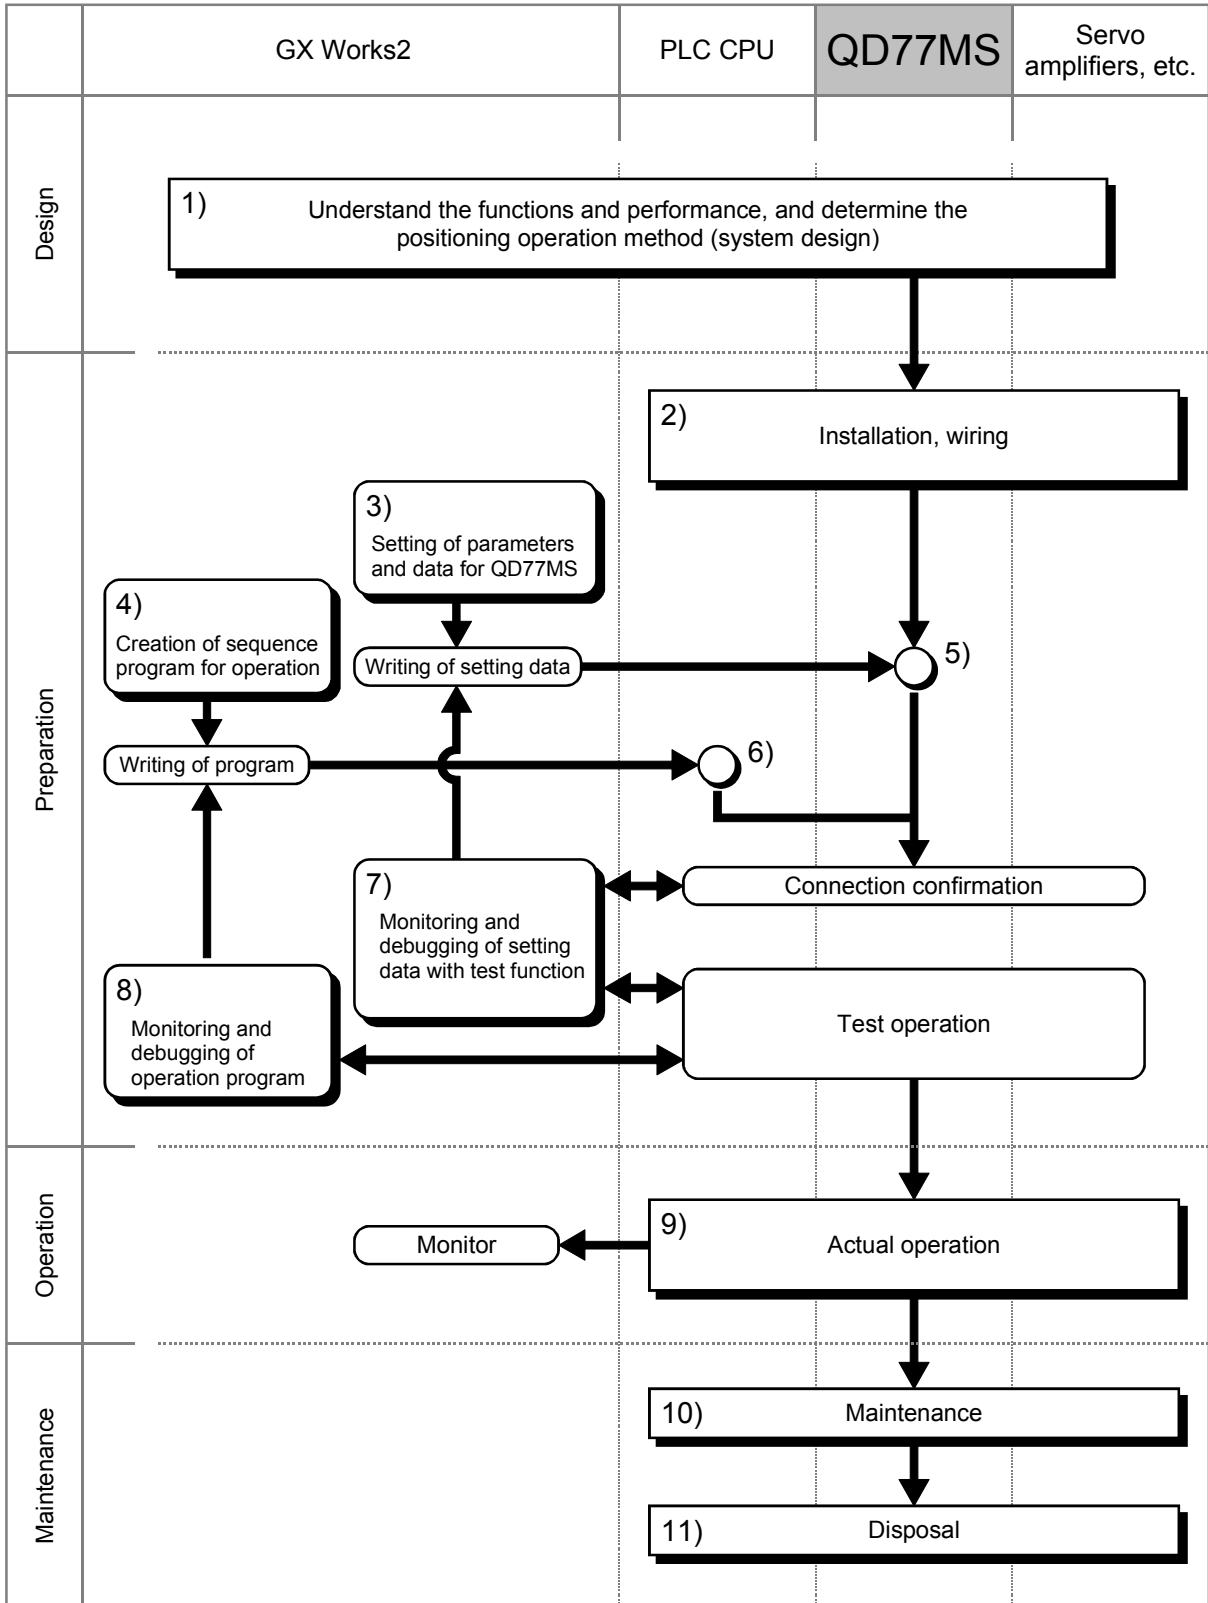 GX Works2
PLC CPU
QD77MS
Servo
amplifiers, etc.
Design
1)
Understand the functions and performance, and determine the
positioning operation method (system design)
Preparation
2)
Installation, wiring
3)
Setting of parameters
and data for QD77MS
4)
Creation of sequence
program for operation
Writing of setting data
5)
Writing of program
6)
7)
Monitoring and
debugging of setting
data with test function
Connection confirmation
8)
Monitoring and
debugging of
operation program
Test operation
Operation
9)
Actual operation
Monitor
Maintenance
10)
Maintenance
11)
Disposal